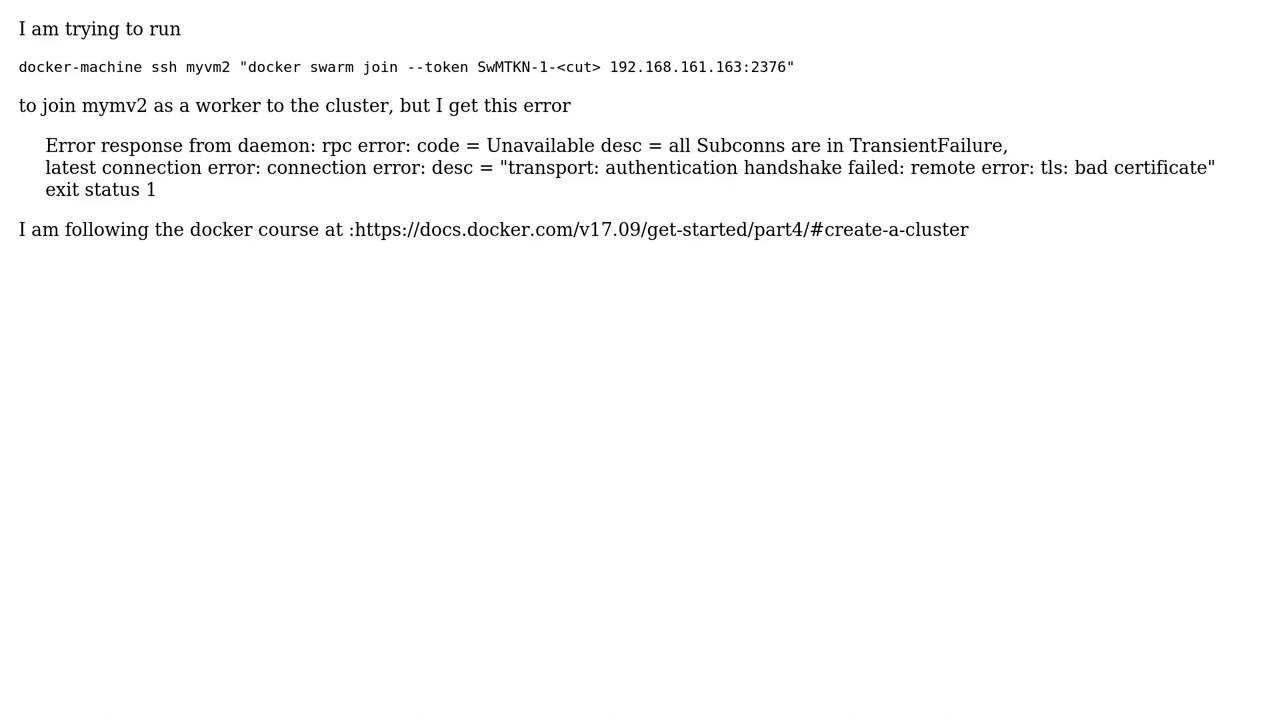 I am trying to run
docker-machine ssh myvm2 "docker swarm join --token SwMTKN-1-<cut> 192.168.161.163:2376"
to join mymv2 as a worker to the cluster, but I get this error
Error response from daemon: rpc error: code = Unavailable desc = all Subconns are in TransientFailure,
latest connection error: connection error: desc = "transport: authentication handshake failed: remote error: tls: bad certificate"
exit status 1
I am following the docker course at :https://docs.docker.com/v17.09/get-started/part4/#create-a-cluster